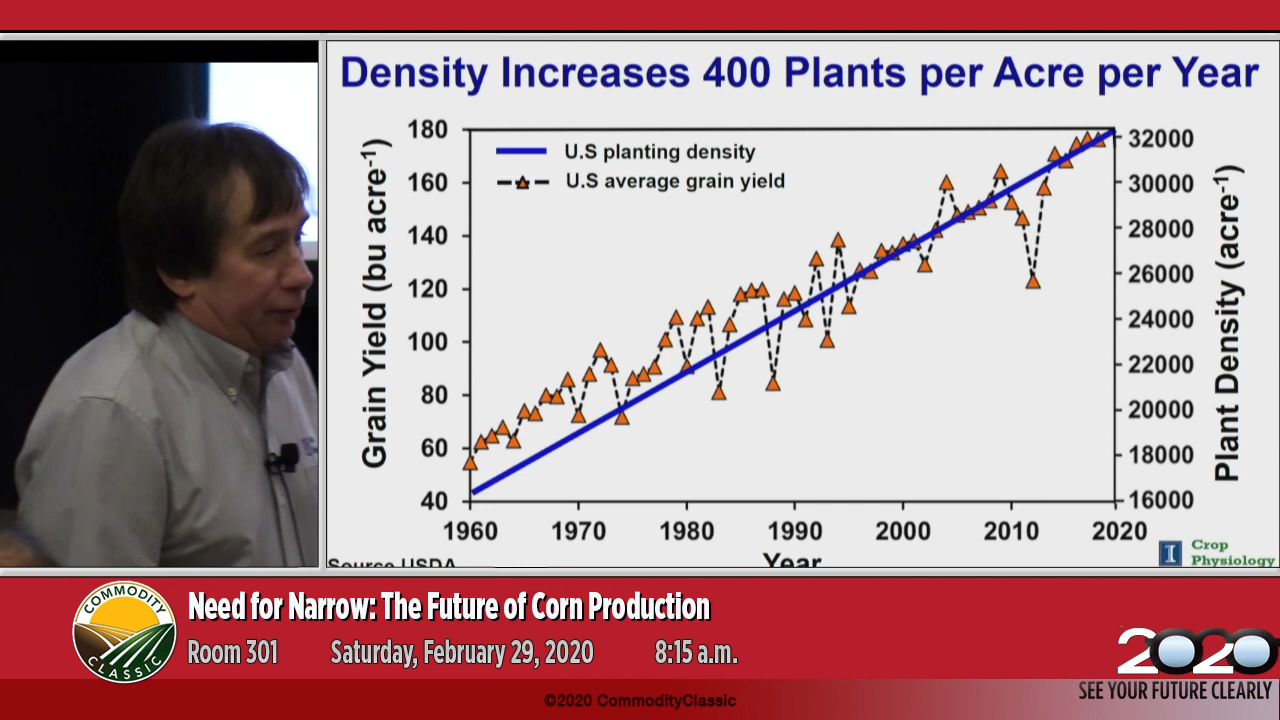 Density Increases 400 Plants per Acre per Year
Grain Yield (bu acre⁻¹)
180
160
140
120
100
80
60
40
U.S planting density
U.S average grain yield
32000
30000
28000
26000
24000
22000
20000
18000
16000
Plant Density (acre⁻¹)
1960 1970 1980 1990 2000 2010 2020
Year
Source USDA
I Crop
Physiology
COMMODITY
CLASSIC
Need for Narrow: The Future of Corn Production
Room 301 Saturday, February 29, 2020 8:15 a.m.
2020
SEE YOUR FUTURE CLEARLY
©2020 CommodityClassic